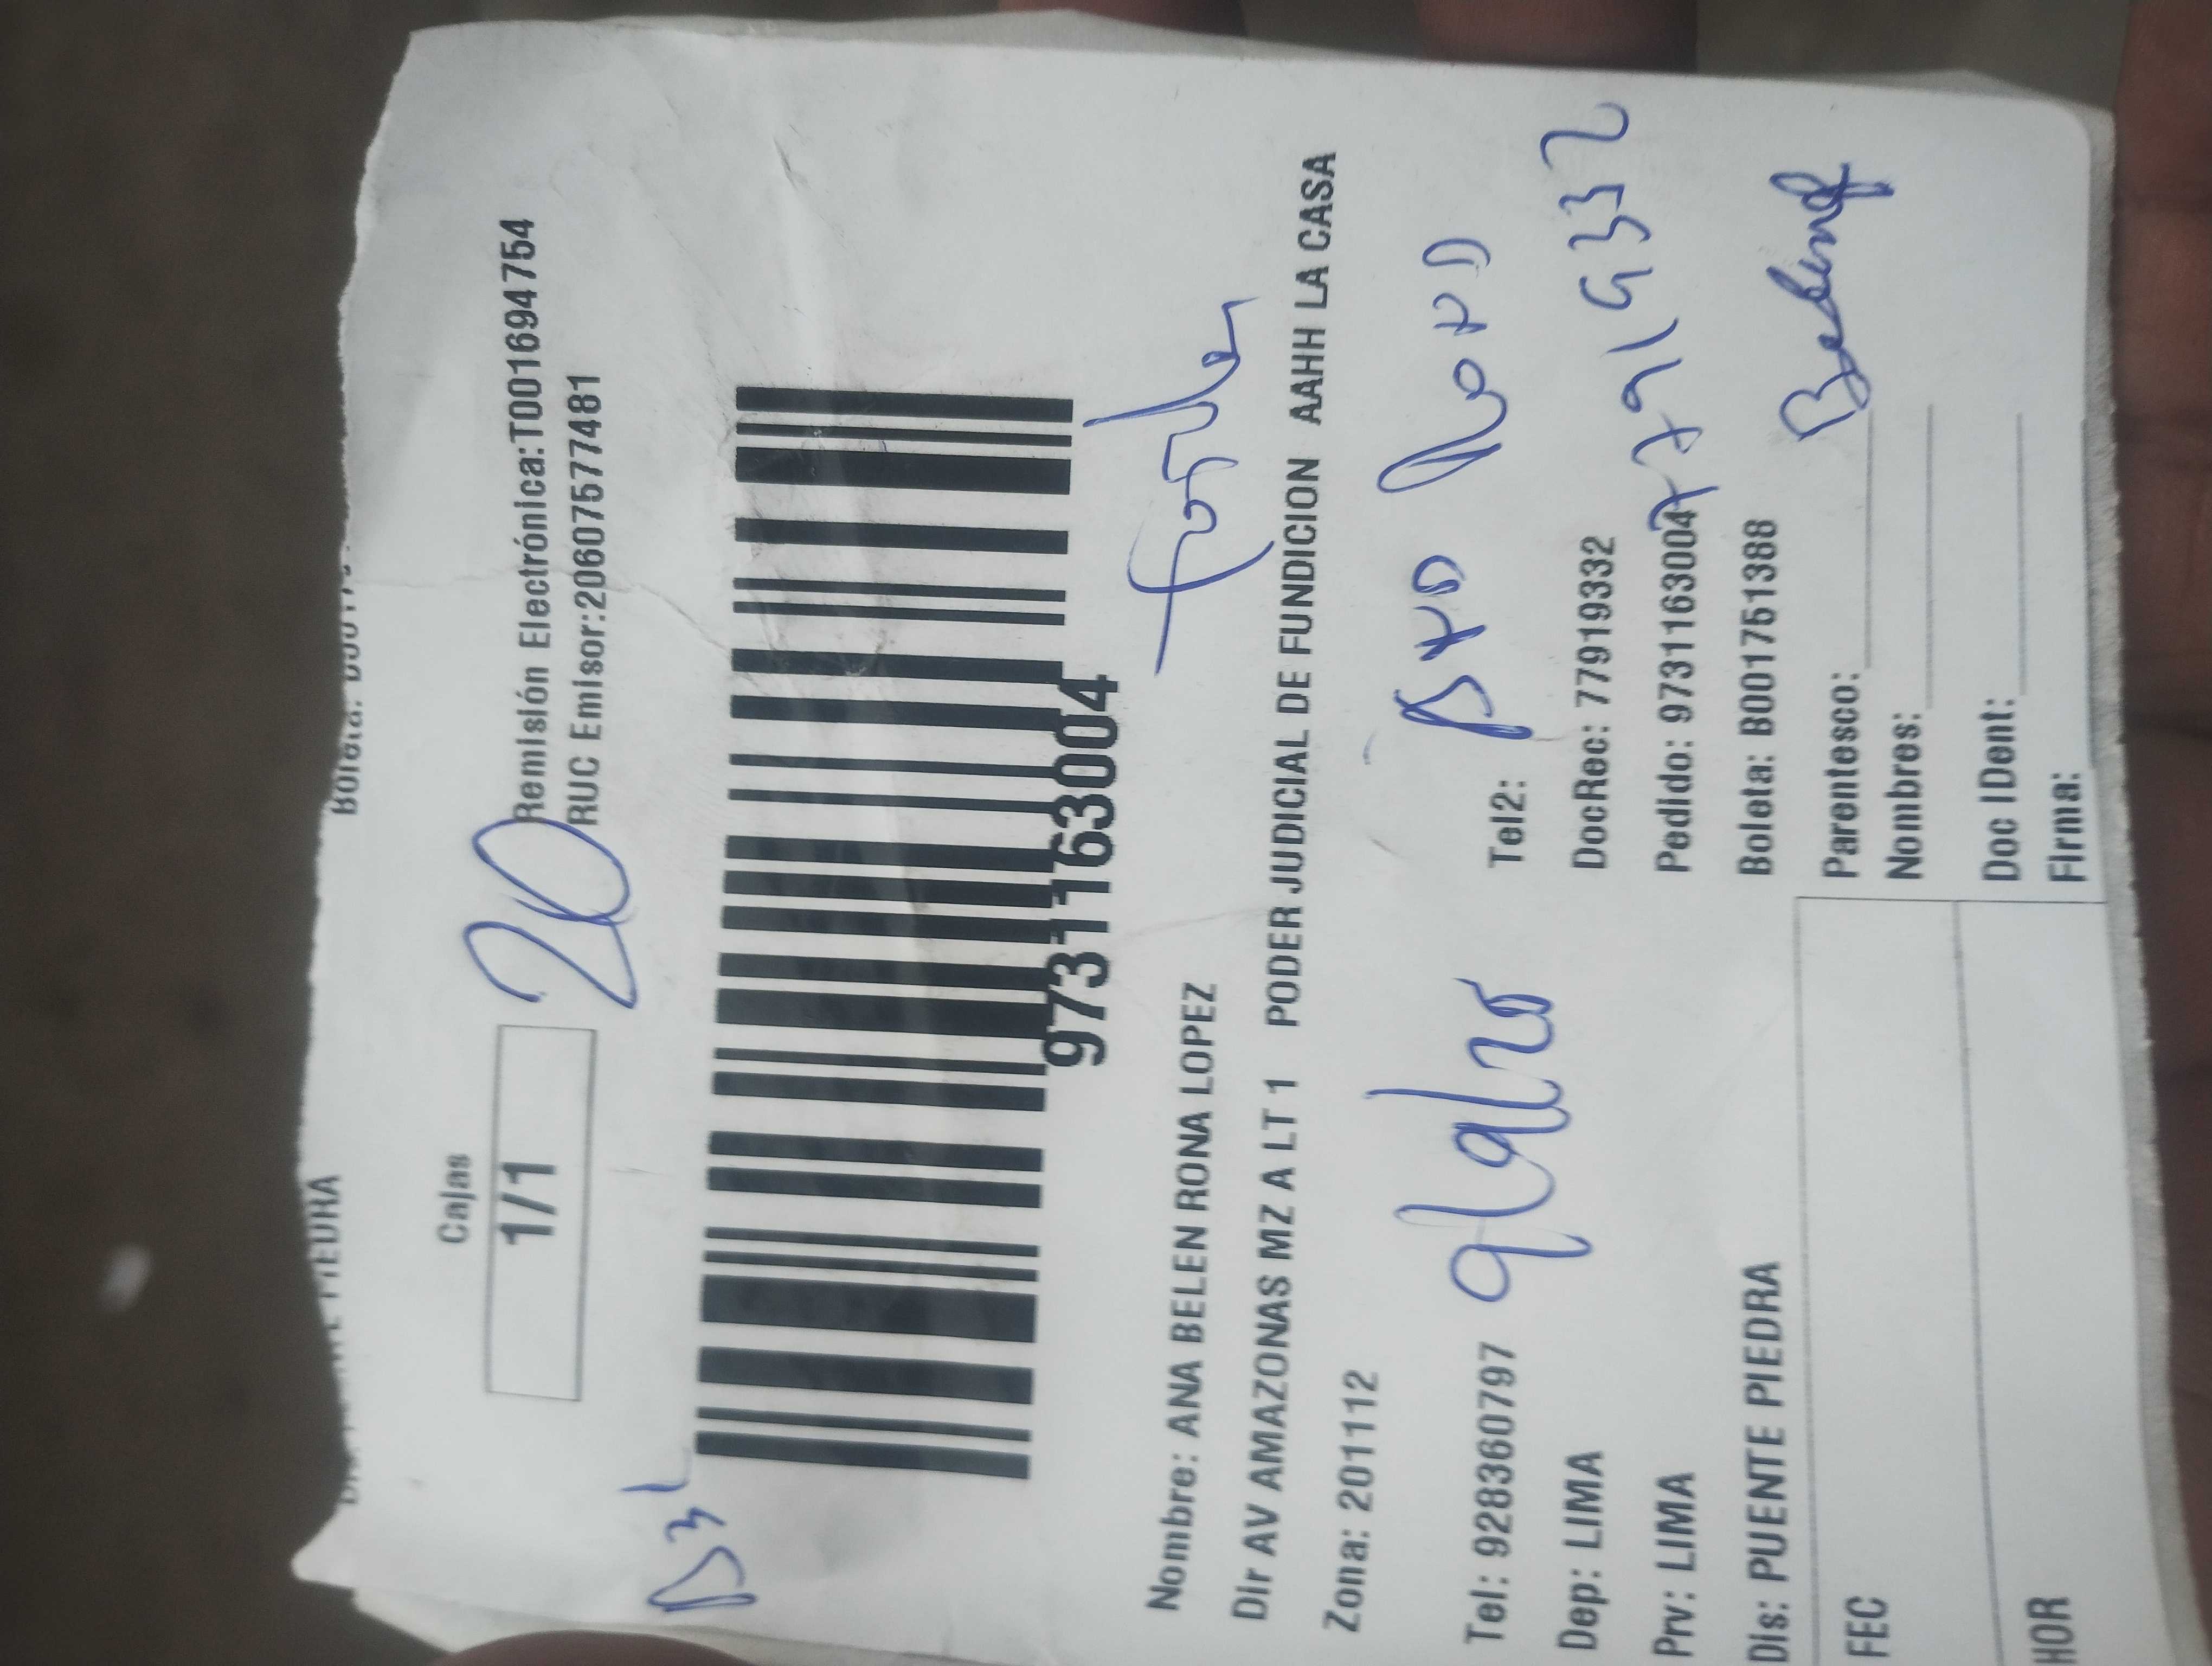 Cajas
1/1
20
Remisión Electrónica:T001694754
RUC Emisor:20607577481
973116300４
Nombre: ANA BELEN RONA LOPEZ
Dir AV AMAZONAS MZ A LT 1 PODER JUDICIAL DE FUNDICION AAHH LA CASA
Zona: 201112
Tel: 928360797
Tel2:
Dep: LIMA
DocRec: 77919332
Prv: LIMA
Pedido: 9731163004
77919332
Dis: PUENTE PIEDRA
Boleta: B001751388
FEC
Parentesco:
Nombres:
HOR
Doc IDent:
Firma: